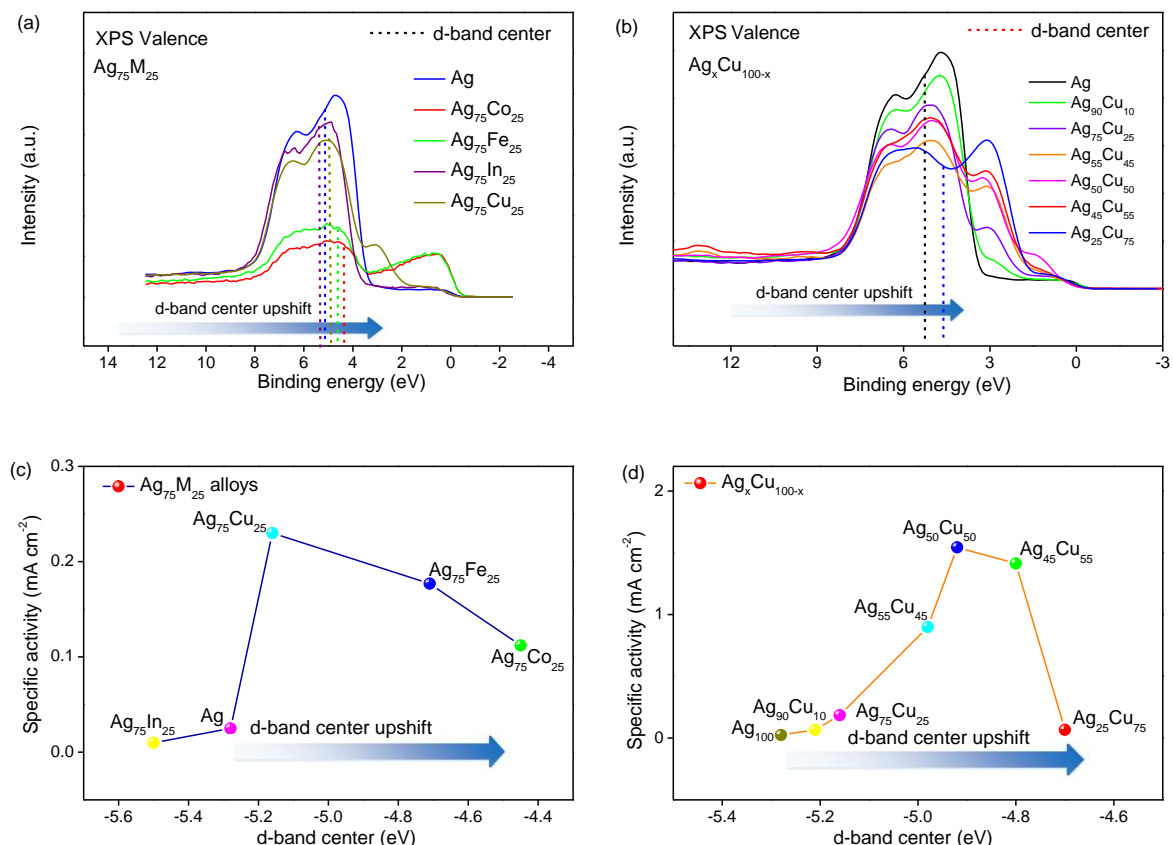 (a)
XPS Valence
d-band center
Ag₇₅M₂₅
Ag
Ag₇₅Co₂₅
Ag₇₅Fe₂₅
Ag₇₅In₂₅
Ag₇₅Cu₂₅
d-band center upshift
Intensity (a.u.)
14 12 10 8 6 4 2 0 -2 -4
Binding energy (eV)
(b)
XPS Valence
d-band center
AgₓCu₁₀₀₋ₓ
Ag
Ag₉₀Cu₁₀
Ag₇₅Cu₂₅
Ag₅₅Cu₄₅
Ag₅₀Cu₅₀
Ag₄₅Cu₅₅
Ag₂₅Cu₇₅
d-band center upshift
Intensity (a.u.)
12 9 6 3 0 -3
Binding energy (eV)
(c)
0.3
Ag₇₅M₂₅ alloys
Ag₇₅Cu₂₅
0.2
Ag₇₅Fe₂₅
0.1
Ag₇₅Co₂₅
Ag₇₅In₂₅
Ag
d-band center upshift
0.0
Specific activity (mA cm⁻²)
-5.6 -5.4 -5.2 -5.0 -4.8 -4.6 -4.4
d-band center (eV)
(d)
AgₓCu₁₀₀₋ₓ
2
Ag₅₀Cu₅₀
Ag₄₅Cu₅₅
1
Ag₅₅Cu₄₅
Ag₉₀Cu₁₀
Ag₇₅Cu₂₅
Ag₁₀₀
Ag₂₅Cu₇₅
d-band center upshift
0
Specific activity (mA cm⁻²)
-5.4 -5.2 -5.0 -4.8 -4.6
d-band center (eV)